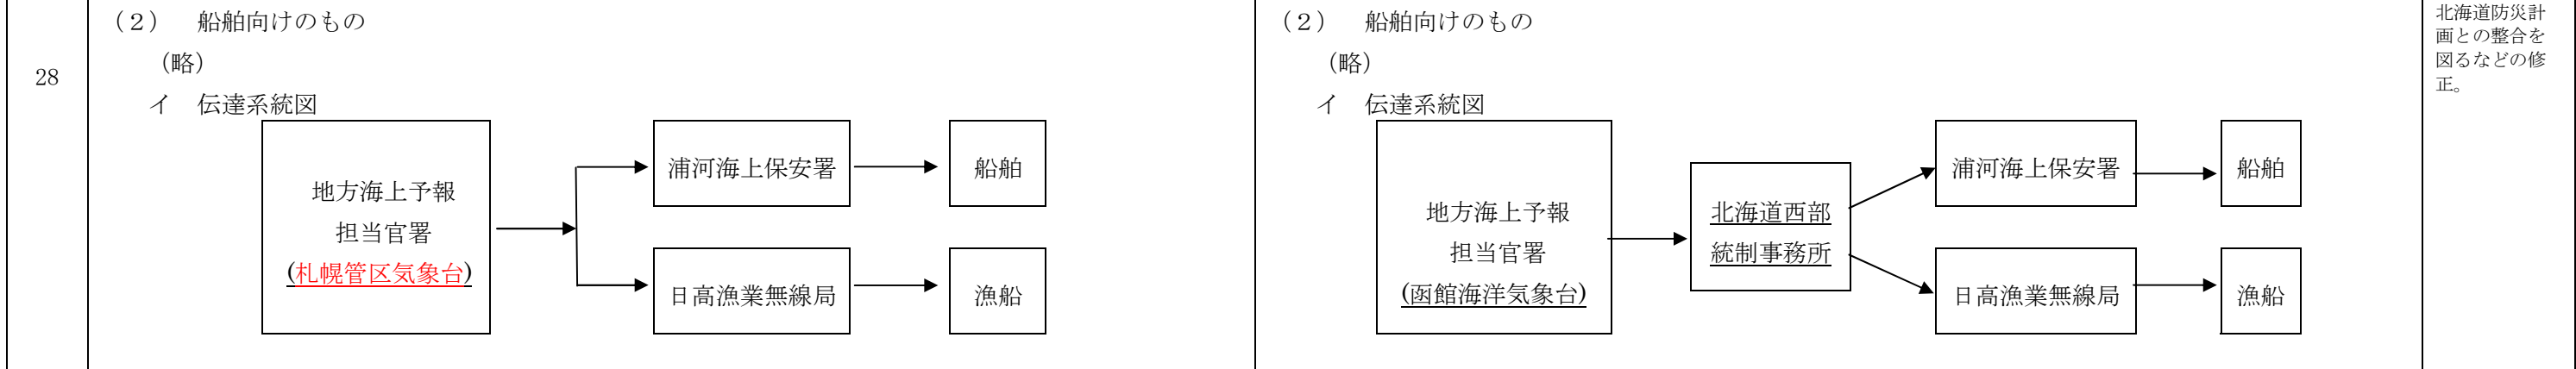 28
（２）　船舶向けのもの
（略）
イ　伝達系統図
地方海上予報
担当官署
(札幌管区気象台)
浦河海上保安署
船舶
日高漁業無線局
漁船
（２）　船舶向けのもの
（略）
イ　伝達系統図
地方海上予報
担当官署
(函館海洋気象台)
北海道西部
統制事務所
浦河海上保安署
船舶
日高漁業無線局
漁船
北海道防災計
画との整合を
図るなどの修
正。